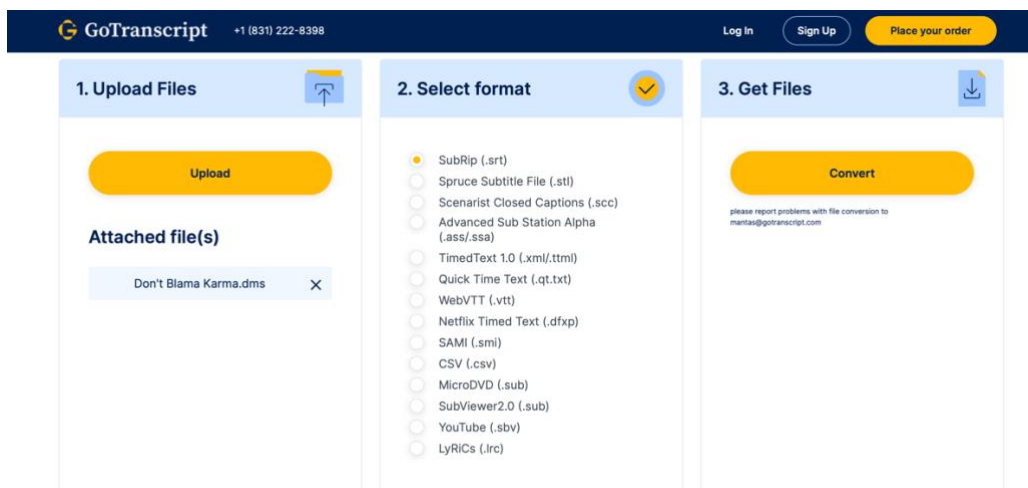 GoTranscript +1 (831) 222-8398 Log In Sign Up Place your order
1. Upload Files
Upload
Attached file(s)
Don't Blama Karma.dms
2. Select format
SubRip (.srt)
Spruce Subtitle File (.stl)
Scenarist Closed Captions (.scc)
Advanced Sub Station Alpha
(.ass/.ssa)
TimedText 1.0 (.xml/.ttml)
Quick Time Text (.qt.txt)
WebVTT (.vtt)
Netflix Timed Text (.dfxp)
SAMI (.smi)
CSV (.csv)
MicroDVD (.sub)
SubViewer2.0 (.sub)
YouTube (.sbv)
LyRiCs (.lrc)
3. Get Files
Convert
please report problems with file conversion to
mantas@gotranscript.com